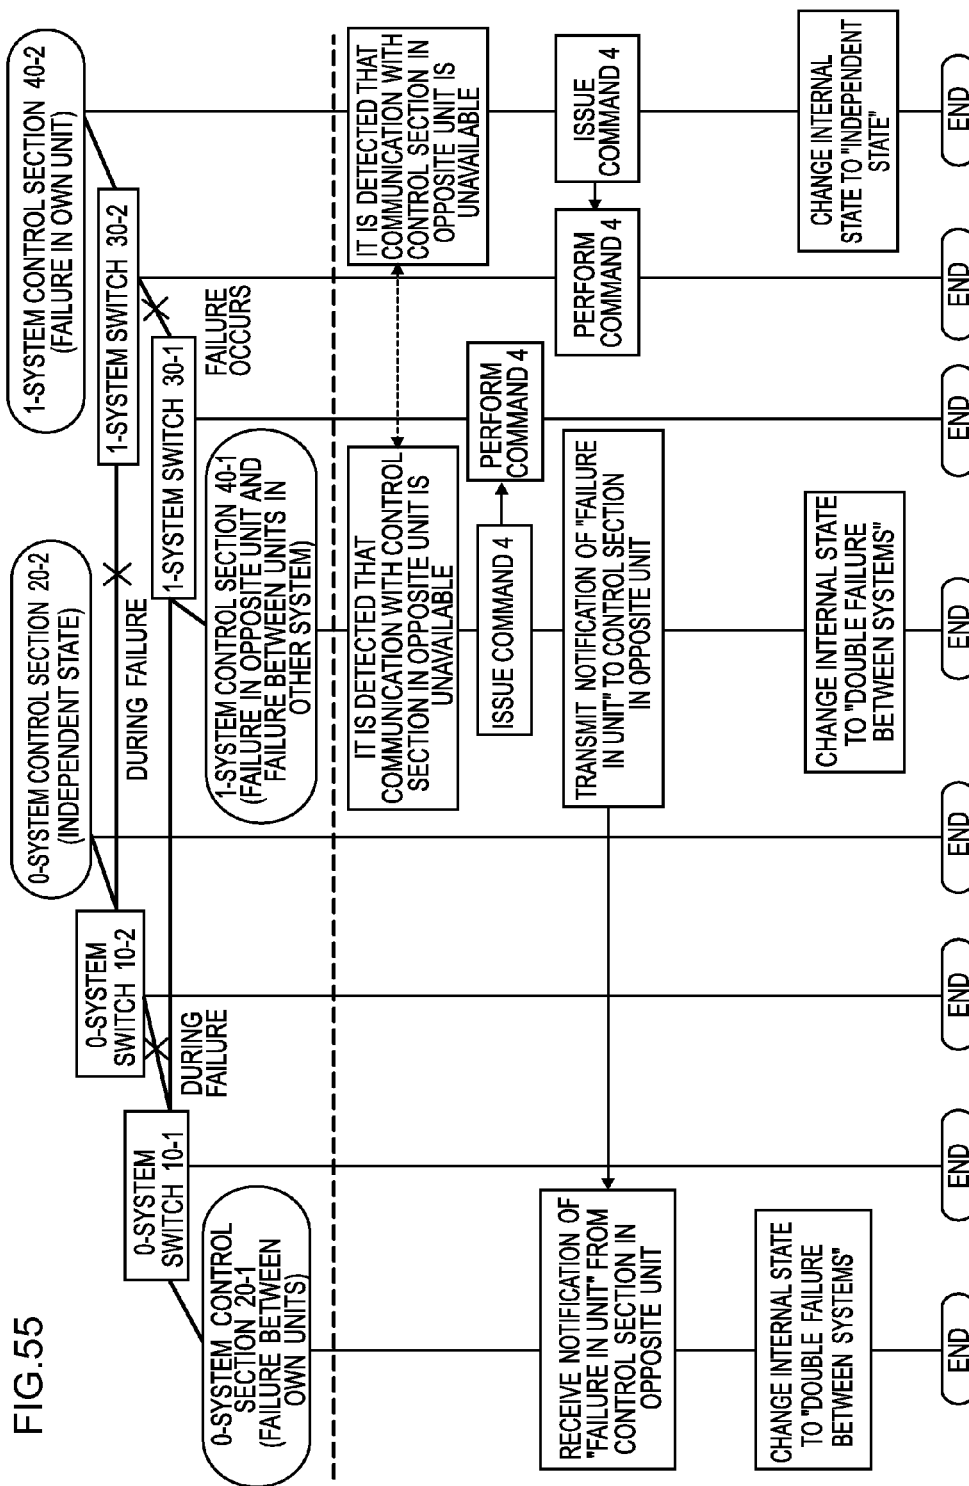 FIG.55
0-SYSTEM CONTROL
SECTION 20-1
(FAILURE BETWEEN
OWN UNITS)
0-SYSTEM
SWITCH 10-1
0-SYSTEM
SWITCH 10-2
DURING
FAILURE
0-SYSTEM CONTROL SECTION 20-2
(INDEPENDENT STATE)
DURING FAILURE
1-SYSTEM CONTROL SECTION 40-1
(FAILURE IN OPPOSITE UNIT AND
FAILURE BETWEEN UNITS IN
OTHER SYSTEM)
1-SYSTEM SWITCH 30-1
1-SYSTEM SWITCH 30-2
FAILURE
OCCURS
1-SYSTEM CONTROL SECTION 40-2
(FAILURE IN OWN UNIT)
IT IS DETECTED THAT
COMMUNICATION WITH CONTROL
SECTION IN OPPOSITE UNIT IS
UNAVAILABLE
IT IS DETECTED THAT
COMMUNICATION WITH
CONTROL SECTION IN
OPPOSITE UNIT IS
UNAVAILABLE
ISSUE COMMAND 4
PERFORM
COMMAND 4
RECEIVE NOTIFICATION OF
"FAILURE IN UNIT" FROM
CONTROL SECTION IN
OPPOSITE UNIT
TRANSMIT NOTIFICATION OF "FAILURE
IN UNIT" TO CONTROL SECTION
IN OPPOSITE UNIT
PERFORM
COMMAND 4
ISSUE
COMMAND 4
CHANGE INTERNAL STATE
TO "DOUBLE FAILURE
BETWEEN SYSTEMS"
CHANGE INTERNAL STATE
TO "DOUBLE FAILURE
BETWEEN SYSTEMS"
CHANGE INTERNAL
STATE TO "INDEPENDENT
STATE"
END
END
END
END
END
END
END
END